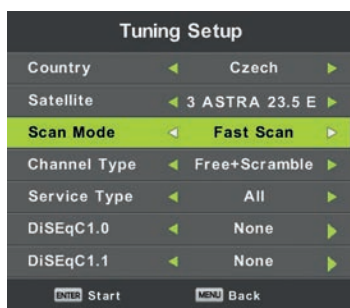 Tuning Setup
Country Czech
Satellite 3 ASTRA 23.5 E
Scan Mode Fast Scan
Channel Type Free+Scramble
Service Type All
DiSEqC1.0 None
DiSEqC1.1 None
ENTER Start MENU Back